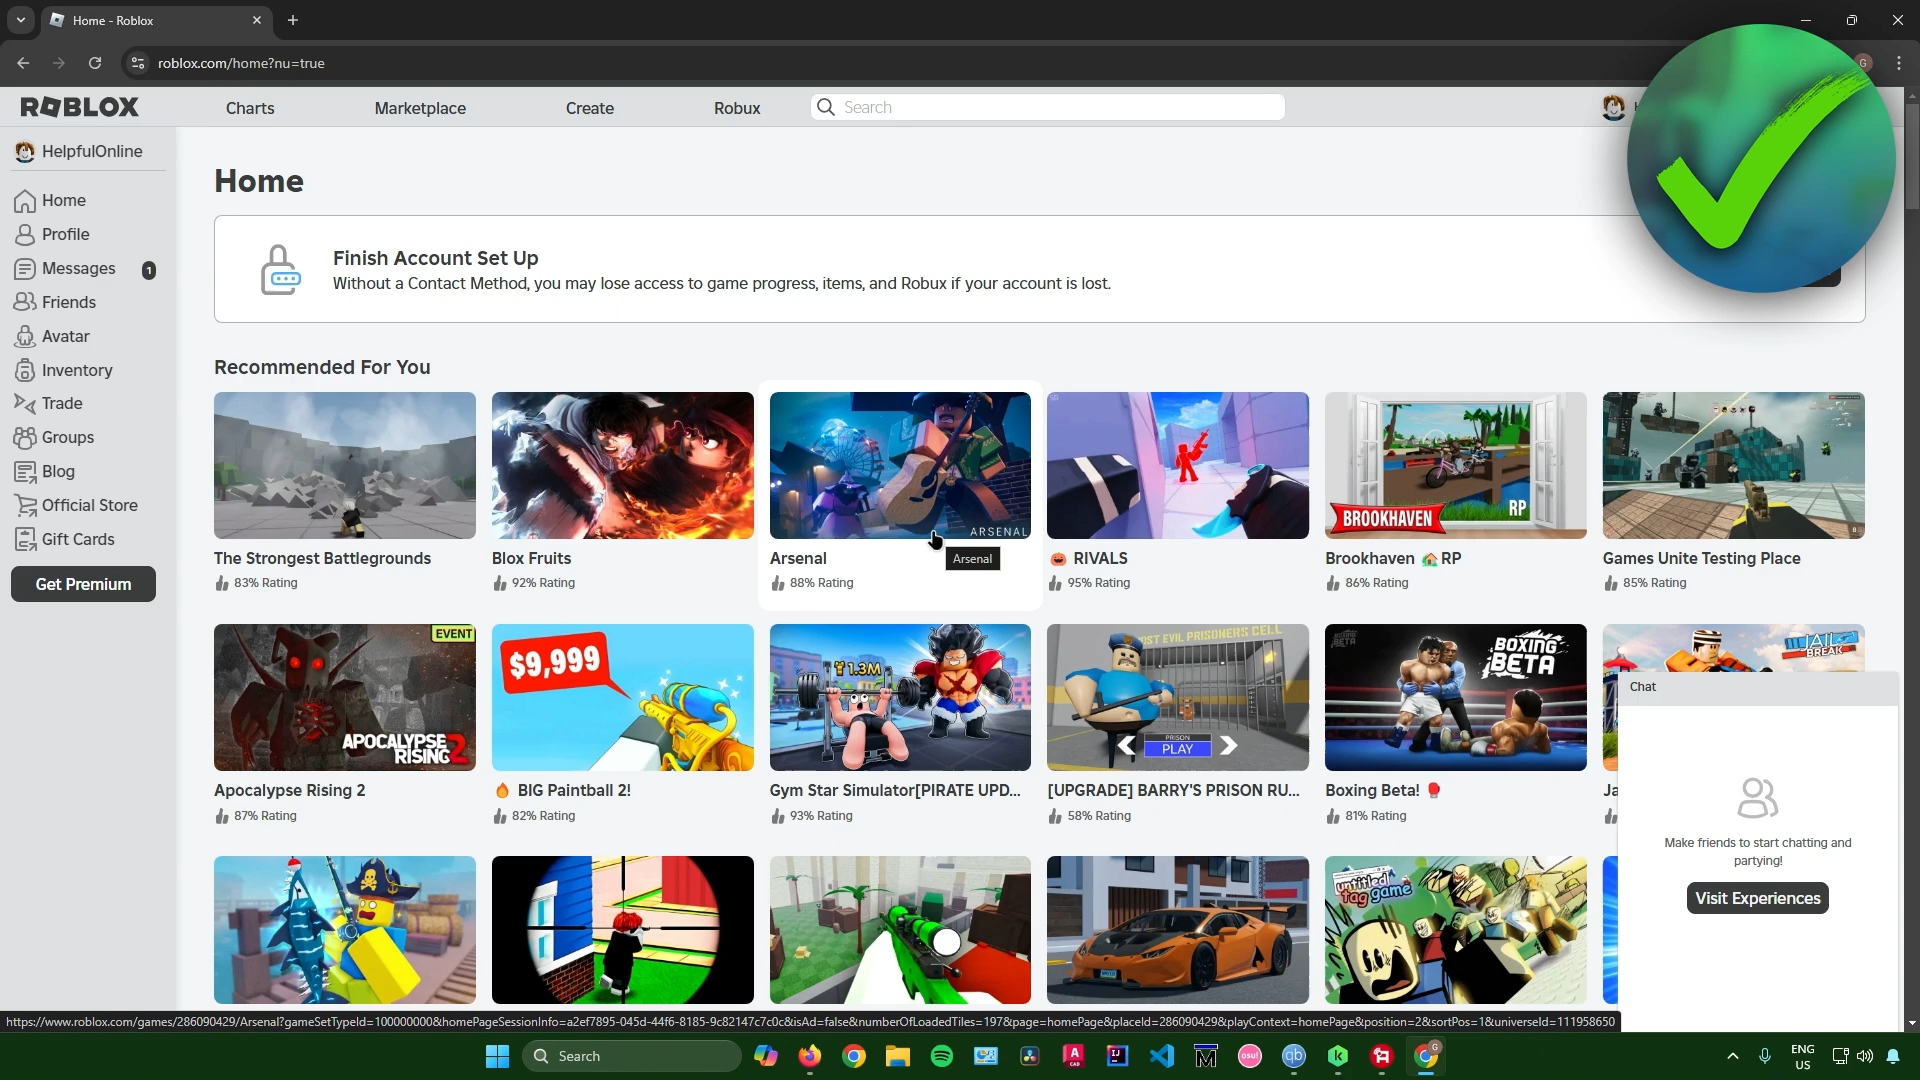 Home - Roblox
roblox.com/home?nu=true
G
ROBLOX
Charts
Marketplace
Create
Robux
Search
HelpfulOnline
Home
Profile
Messages
1
Friends
Avatar
Inventory
Trade
Groups
Blog
Official Store
Gift Cards
Get Premium
Home
Finish Account Set Up
Without a Contact Method, you may lose access to game progress, items, and Robux if your account is lost.
Recommended For You
ARSENAL
BROOKHAVEN
RP
The Strongest Battlegrounds
83% Rating
Blox Fruits
92% Rating
Arsenal
88% Rating
Arsenal
RIVALS
95% Rating
Brookhaven RP
86% Rating
Games Unite Testing Place
85% Rating
EVENT
APOCALYPSE
RISING 2
$9,999
1.3M
OST EVIL PRISONERS CELL
PRISON
PLAY
BOXING
BETA
JAIL
BREAK
Apocalypse Rising 2
87% Rating
BIG Paintball 2!
82% Rating
Gym Star Simulator[PIRATE UPD...
93% Rating
[UPGRADE] BARRY'S PRISON RU...
58% Rating
Boxing Beta!
81% Rating
Ja
Chat
Make friends to start chatting and
partying!
Visit Experiences
untitled
tag game
https://www.roblox.com/games/286090429/Arsenal?gameSetTypeId=100000000&homePageSessionInfo=a2ef7895-045d-44f6-8185-9c82147c7c0c&isAd=false&numberOfLoadedTiles=197&page=homePage&placeId=286090429&playContext=homePage&position=2&sortPos=1&universeId=111958650
Search
osu!
qb
ENG
US